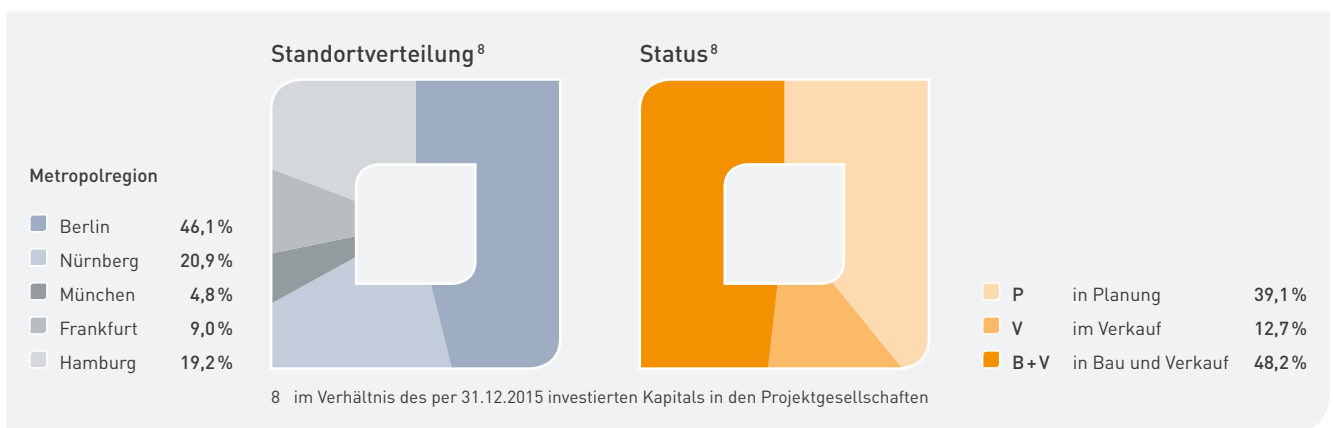 Standortverteilung 8
Status 8
Metropolregion
Berlin 46,1 %
Nürnberg 20,9 %
München 4,8 %
Frankfurt 9,0 %
Hamburg 19,2 %
P in Planung 39,1 %
V im Verkauf 12,7 %
B + V in Bau und Verkauf 48,2 %
8 im Verhältnis des per 31.12.2015 investierten Kapitals in den Projektgesellschaften